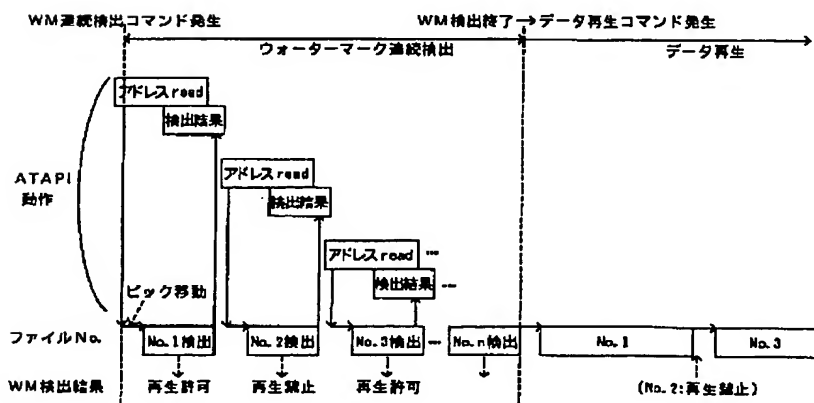 WM連続検出コマンド発生 WM検出終了→データ再生コマンド発生
ウォーターマーク連続検出 データ再生
アドレスread
検出結果
アドレスread
検出結果
ATAPI
動作
アドレスread …
検出結果 …
ピック移動
ファイルNo. No.1検出 No.2検出 No.3検出 … No.n検出 No.1 No.3
WM検出結果 再生許可 再生禁止 再生許可 (No.2:再生禁止)